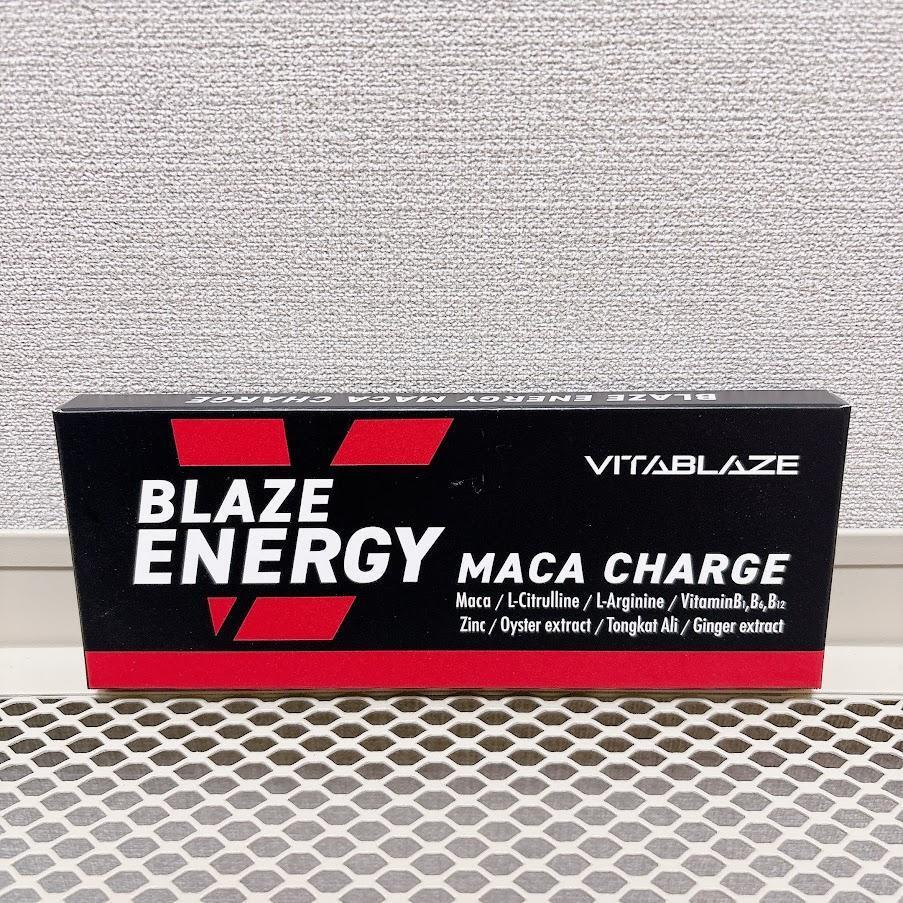 BLAZE ENERGY MACA CHARGE
VITABLAZE
BLAZE
ENERGY
MACA CHARGE
Maca / L-Citrulline / L-Arginine / VitaminB₁,B₆,B₁₂
Zinc / Oyster extract / Tongkat Ali / Ginger extract